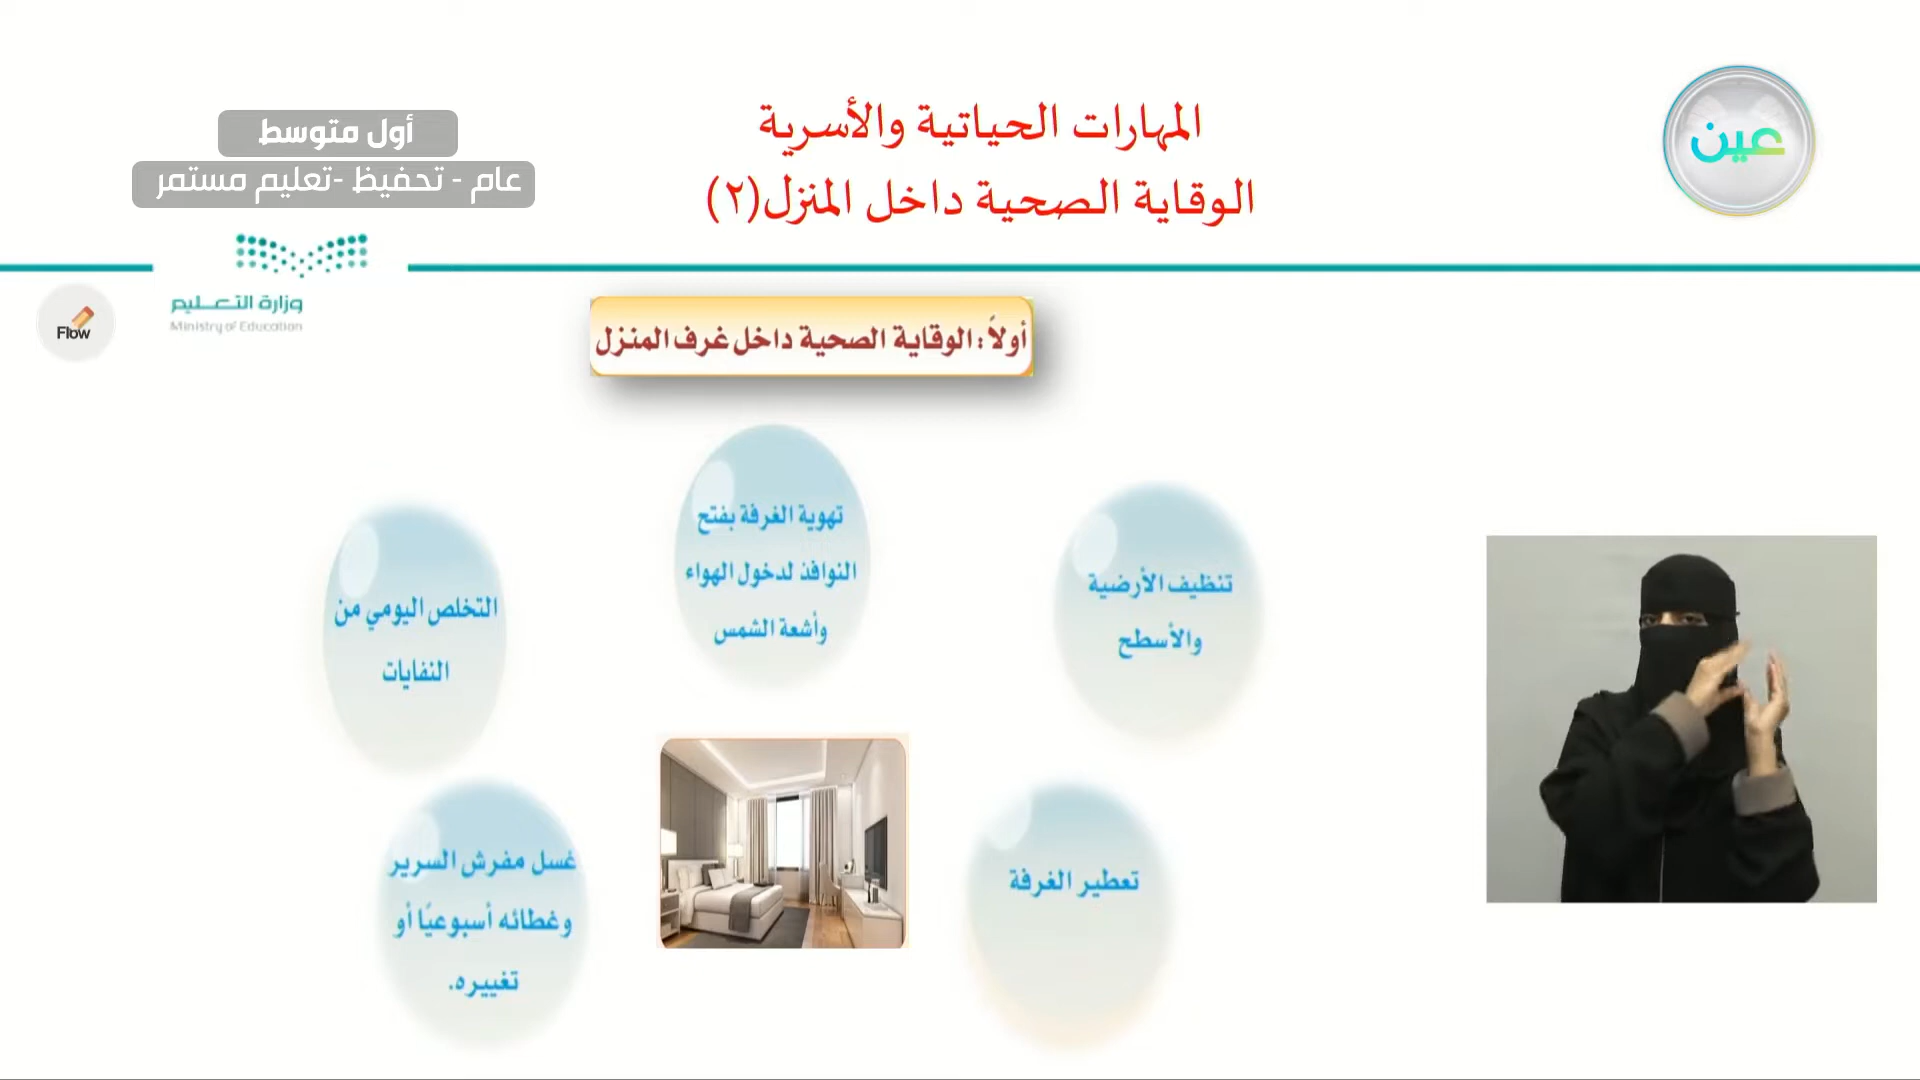 المهارات الحياتية والأسرية
الوقاية الصحية داخل المنزل(٢)
عين
أول متوسط
عام - تحفيظ -تعليم مستمر
وزارة التعـــليم
Ministry of Education
Flow
أولاً: الوقاية الصحية داخل غرف المنزل
تنظيف الأرضية
والأسطح
تهوية الغرفة بفتح
النوافذ لدخول الهواء
وأشعة الشمس
التخلص اليومي من
النفايات
تعطير الغرفة
غسل مفرش السرير
وغطائه أسبوعيًا أو
تغييره.